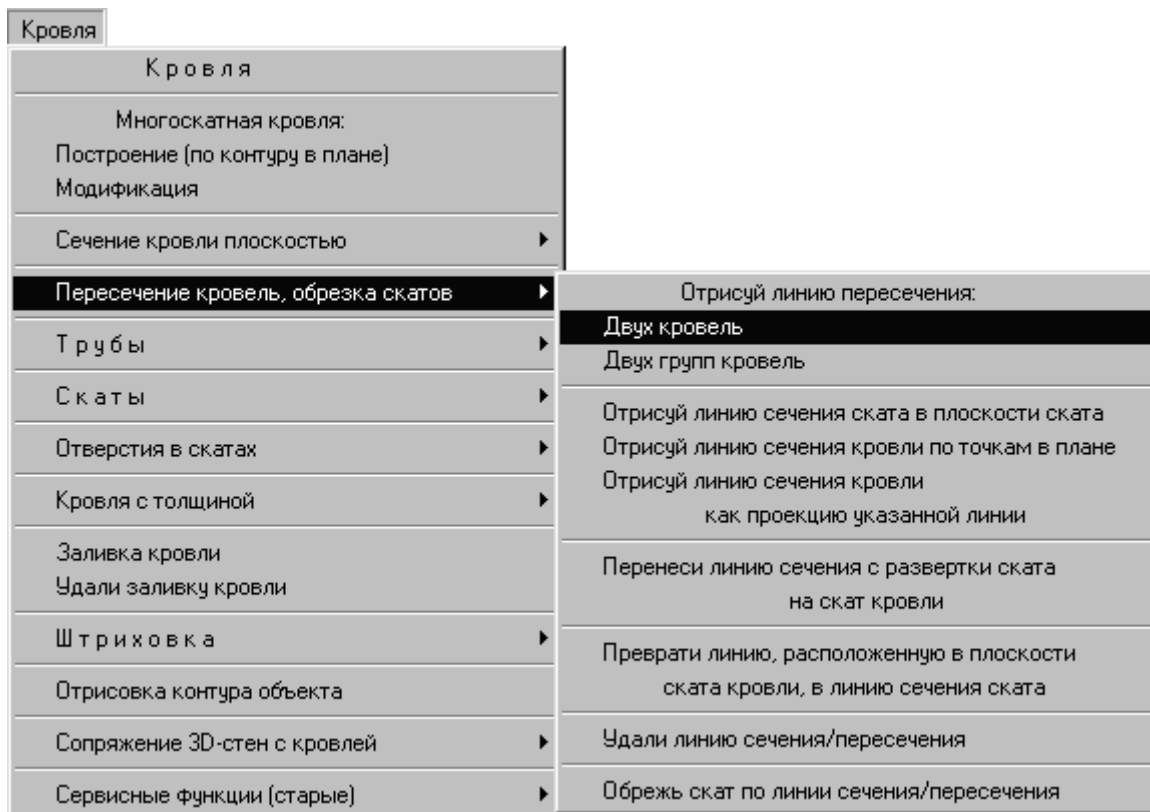 Кровля
К р о в л я
Многоскатная кровля:
Построение (по контуру в плане)
Модификация
Сечение кровли плоскостью
Пересечение кровель, обрезка скатов
Т р у б ы
С к а т ы
Отверстия в скатах
Кровля с толщиной
Заливка кровли
Удали заливку кровли
Ш т р и х о в к а
Отрисовка контура объекта
Сопряжение 3D-стен с кровлей
Сервисные функции (старые)
Отрисуй линию пересечения:
Двух кровель
Двух групп кровель
Отрисуй линию сечения ската в плоскости ската
Отрисуй линию сечения кровли по точкам в плане
Отрисуй линию сечения кровли
как проекцию указанной линии
Перенеси линию сечения с развертки ската
на скат кровли
Преврати линию, расположенную в плоскости
ската кровли, в линию сечения ската
Удали линию сечения/пересечения
Обрежь скат по линии сечения/пересечения